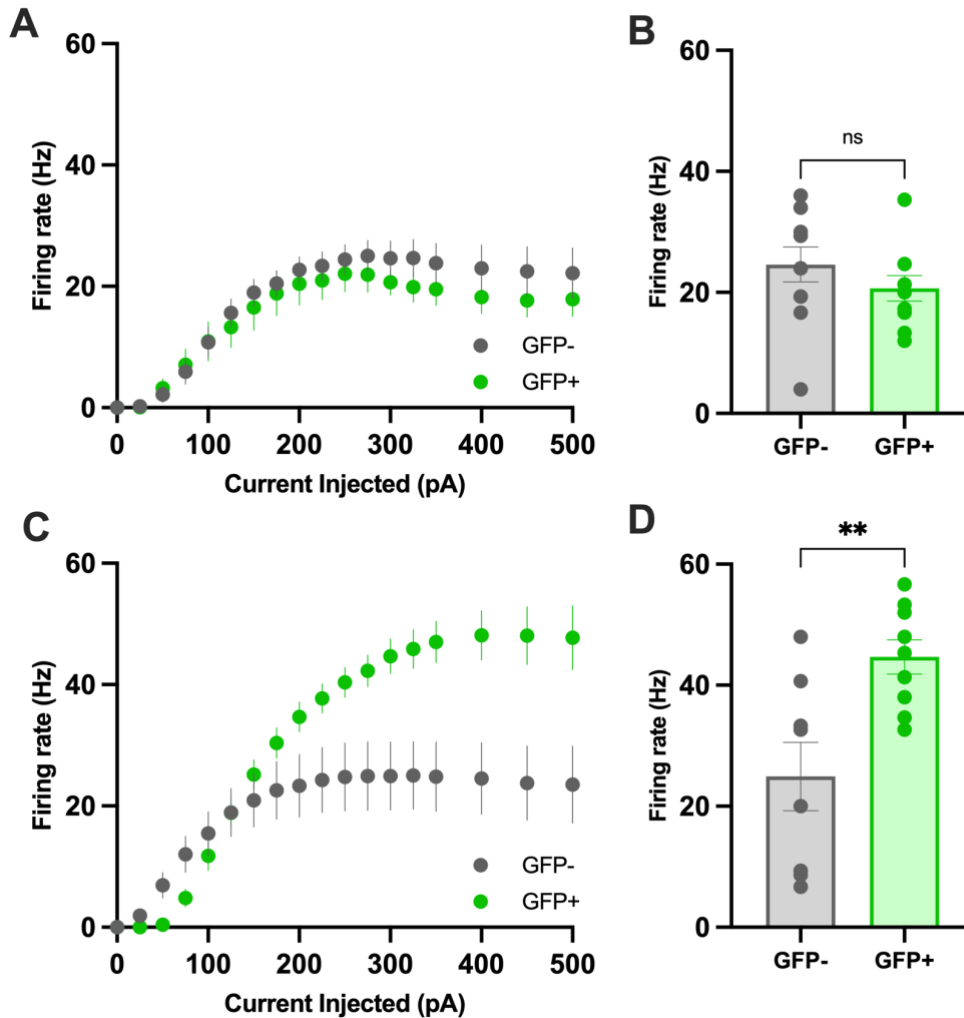 A
60
40
20
0
Firing rate (Hz)
GFP-
GFP+
0 100 200 300 400 500
Current Injected (pA)
B
60
40
20
0
Firing rate (Hz)
ns
GFP- GFP+
C
60
40
20
0
Firing rate (Hz)
GFP-
GFP+
0 100 200 300 400 500
Current Injected (pA)
D
60
40
20
0
Firing rate (Hz)
**
GFP- GFP+